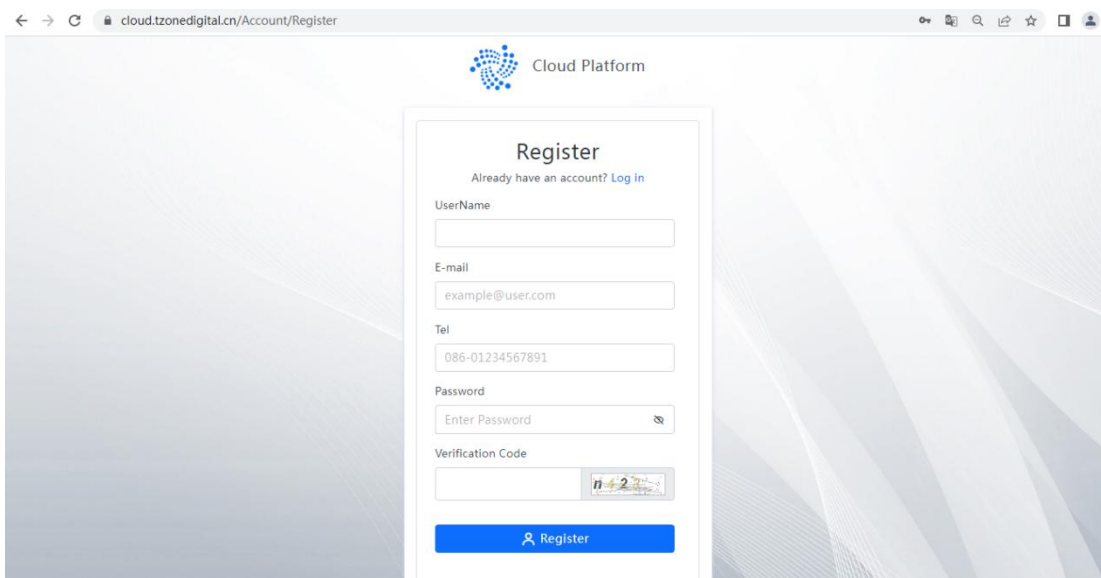 cloud.tzonedigital.cn/Account/Register
Cloud Platform
Register
Already have an account? Log in
UserName
E-mail
example@user.com
Tel
086-01234567891
Password
Enter Password
Verification Code
Register